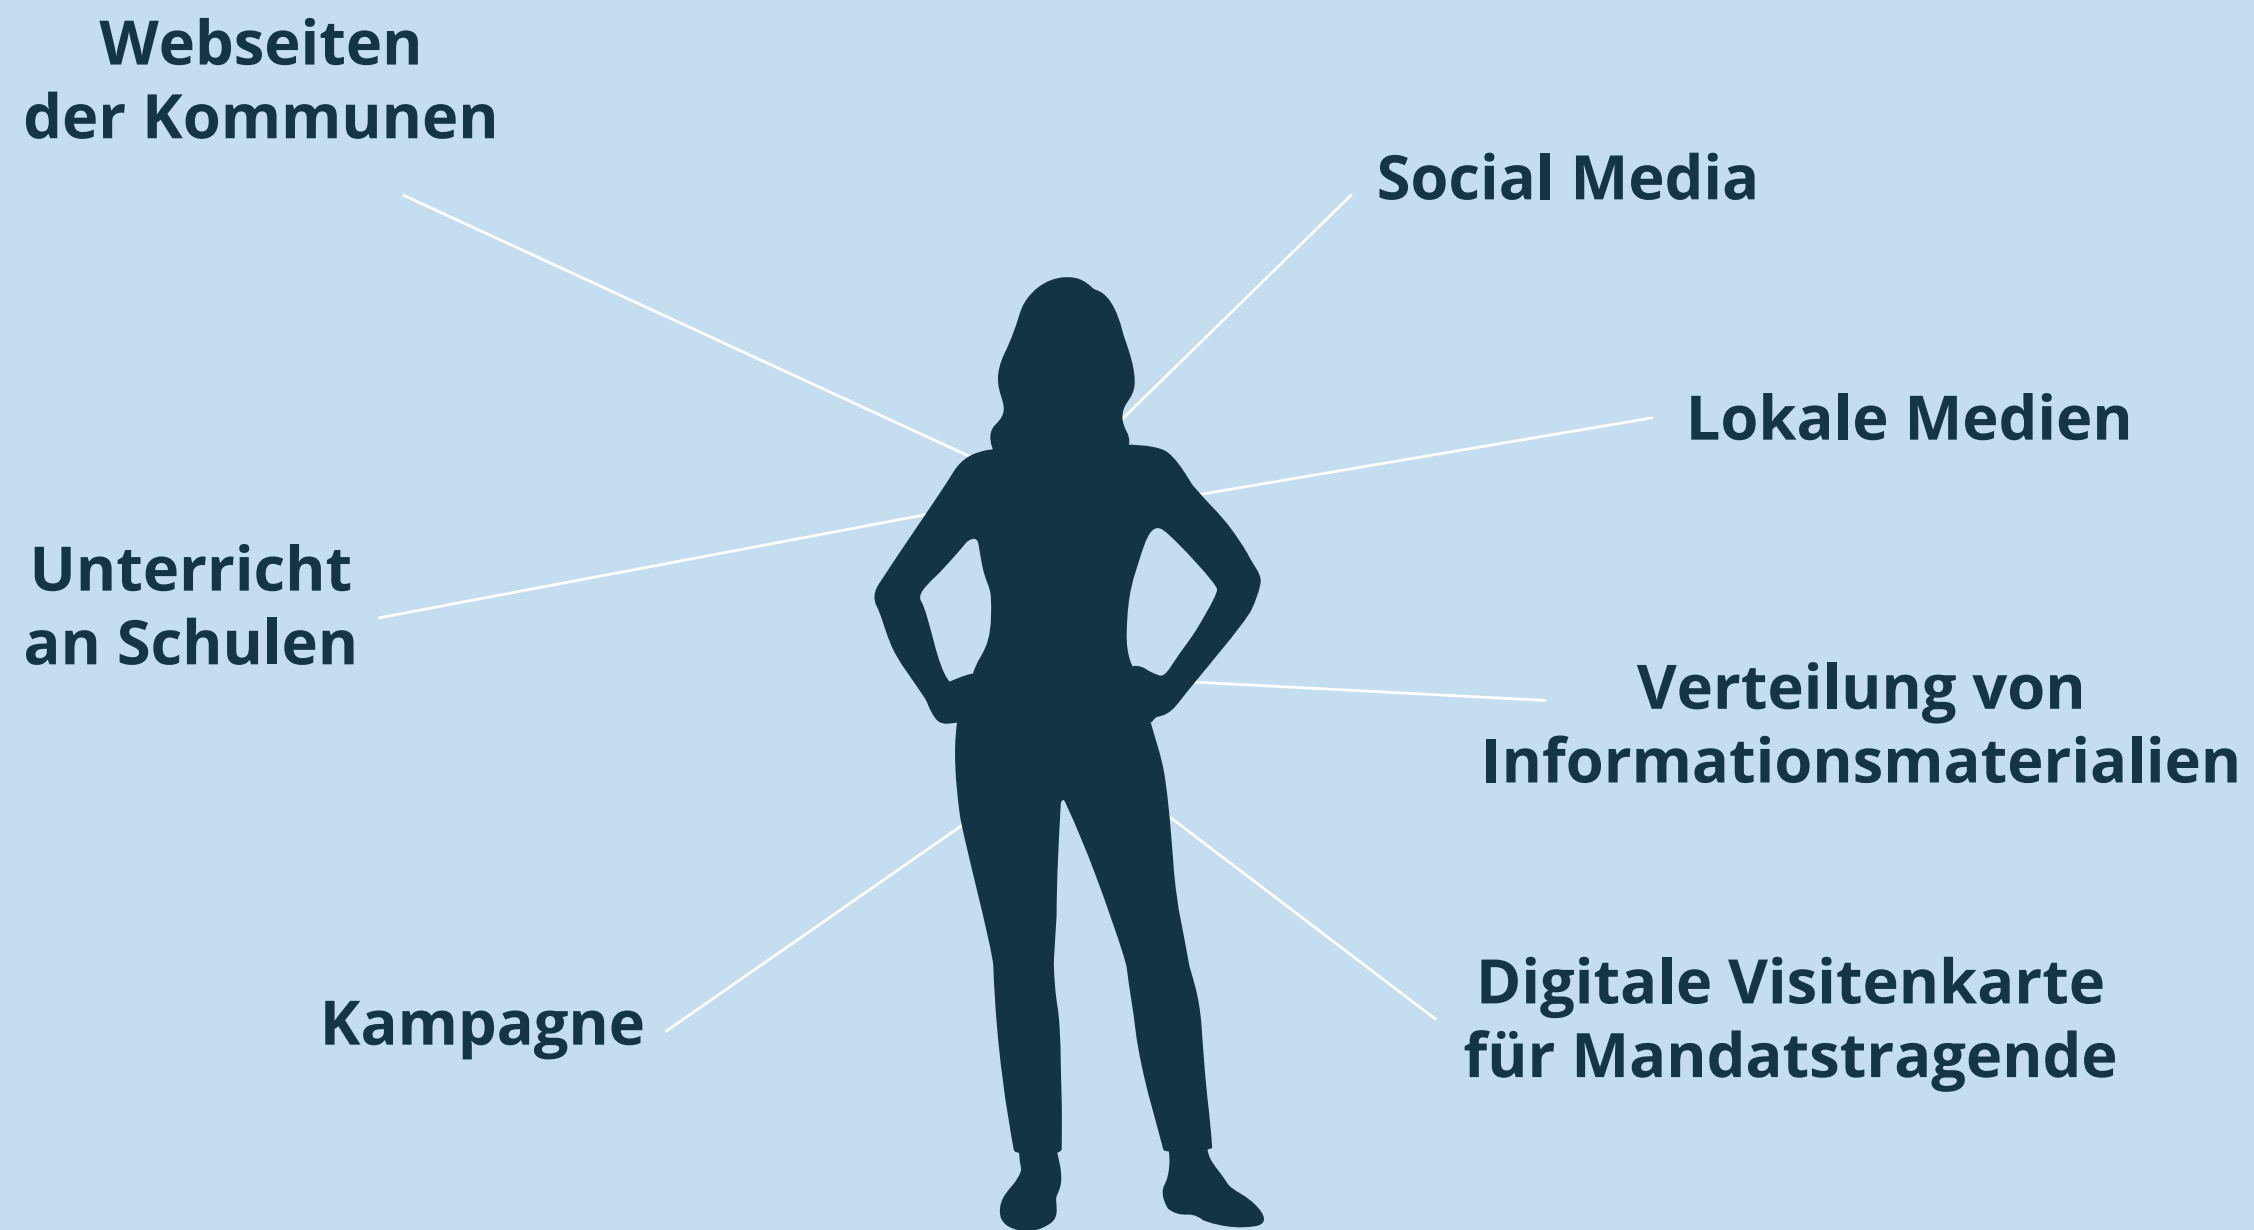 Webseiten
der Kommunen
Social Media
Lokale Medien
Unterricht
an Schulen
Verteilung von
Informationsmaterialien
Kampagne
Digitale Visitenkarte
für Mandatstragende